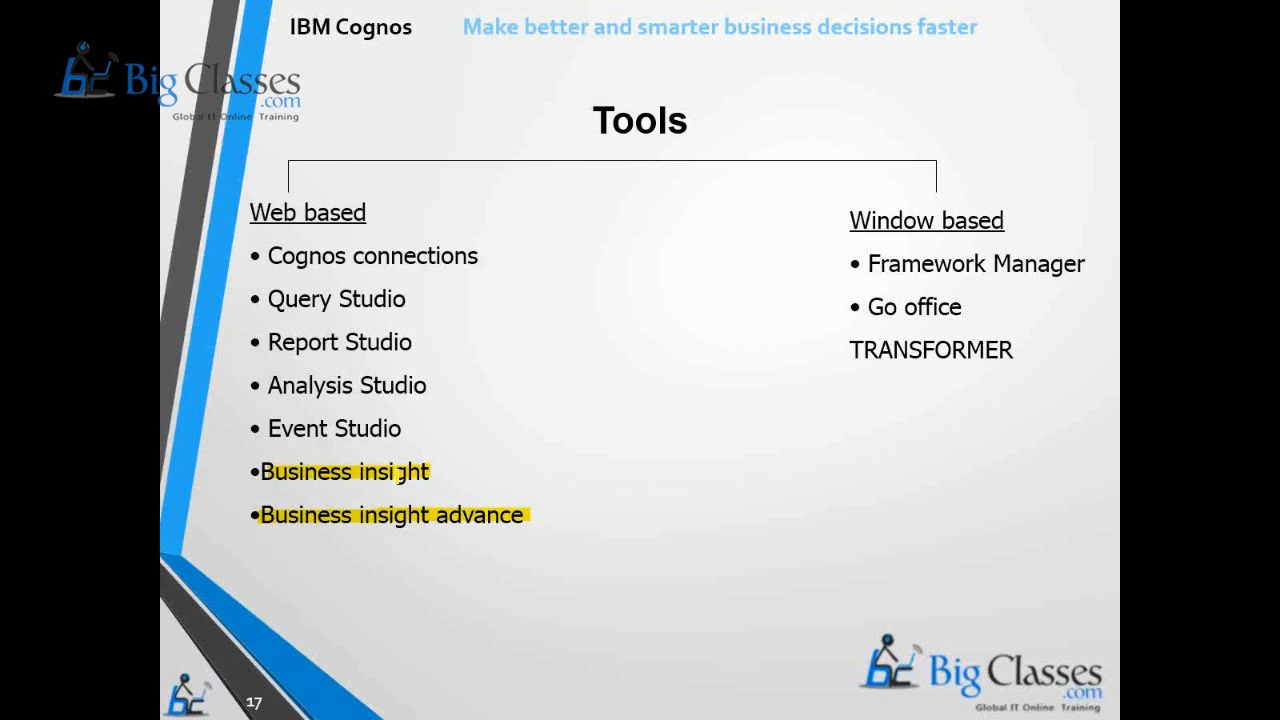 IBM Cognos Make better and smarter business decisions faster
Big Classes
.com
Global IT Online Training
Tools
Web based
• Cognos connections
• Query Studio
• Report Studio
• Analysis Studio
• Event Studio
•Business insight
•Business insight advance
Window based
• Framework Manager
• Go office
TRANSFORMER
Big Classes
.com
Global IT Online Training
17